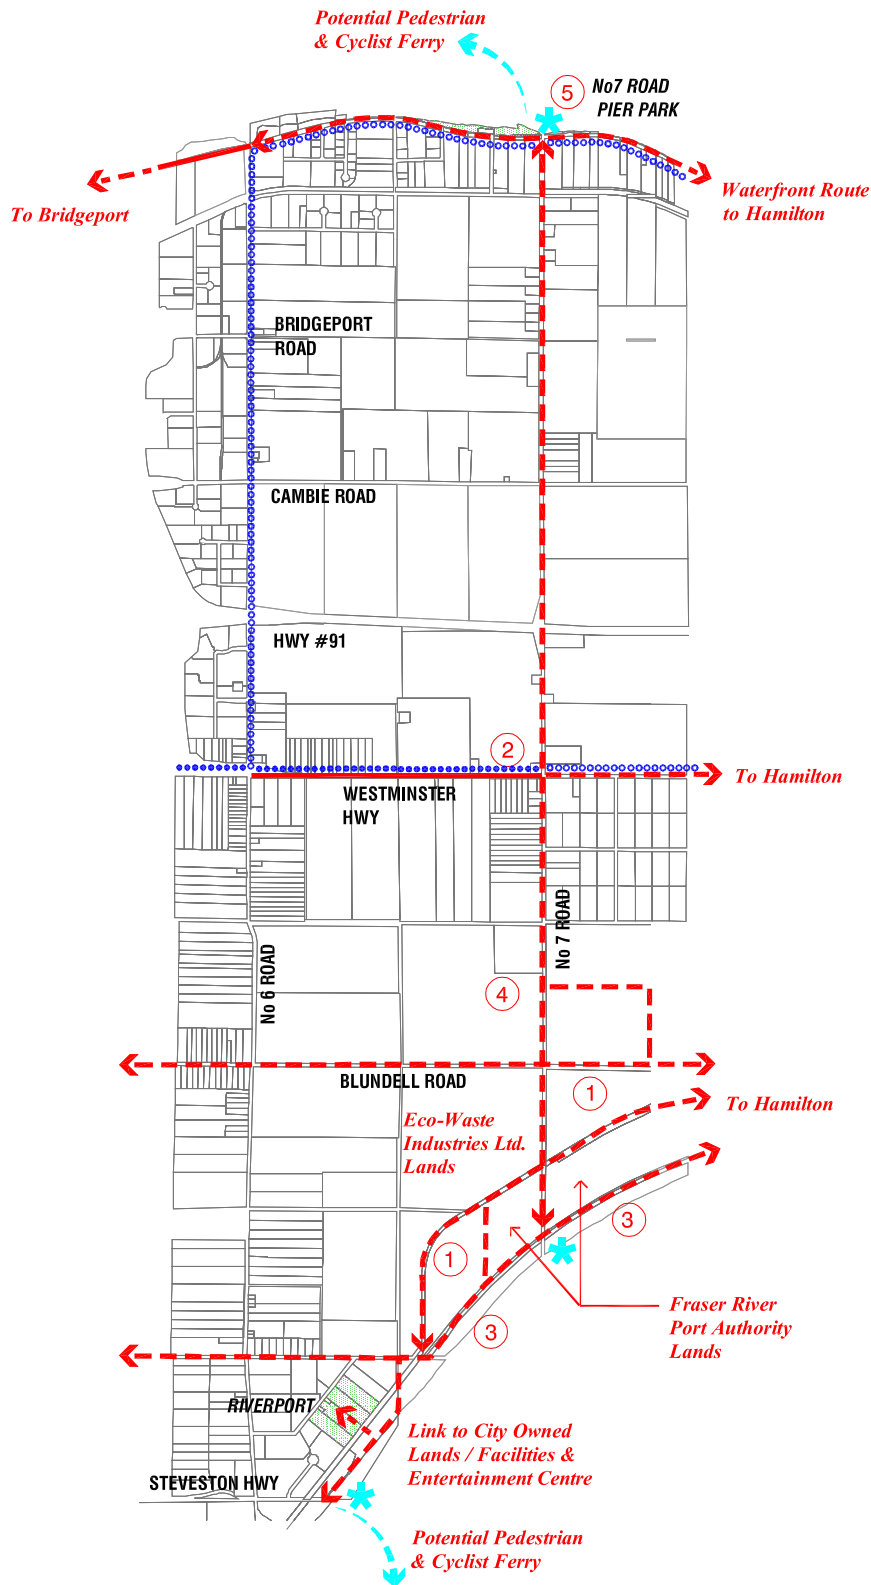 Potential Pedestrian
& Cyclist Ferry
5
No7 ROAD
PIER PARK
To Bridgeport
Waterfront Route
to Hamilton
BRIDGEPORT
ROAD
CAMBIE ROAD
HWY #91
2
To Hamilton
WESTMINSTER
HWY
No 7 ROAD
No 6 ROAD
4
BLUNDELL ROAD
1
To Hamilton
Eco-Waste
Industries Ltd.
Lands
3
1
Fraser River
Port Authority
Lands
3
RIVERPORT
Link to City Owned
Lands / Facilities &
Entertainment Centre
STEVESTON HWY
Potential Pedestrian
& Cyclist Ferry